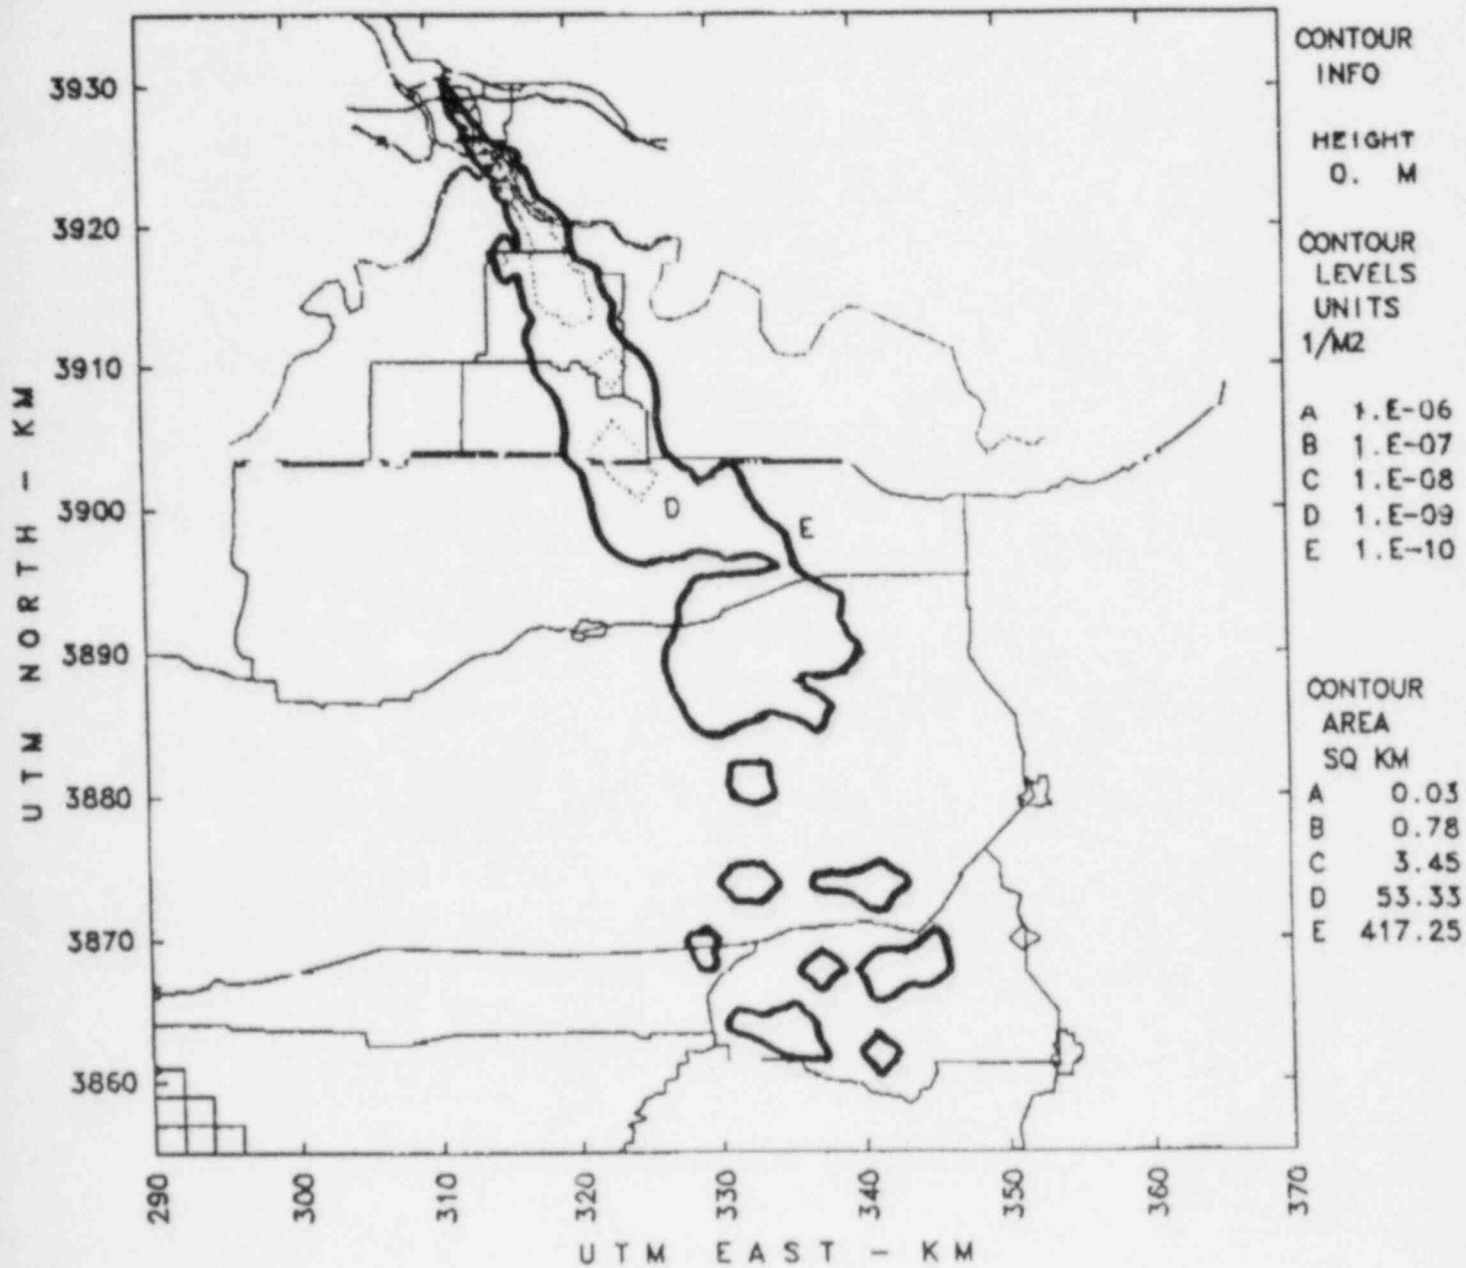 CONTOUR
INFO
HEIGHT
0. M
CONTOUR
LEVELS
UNITS
1/M2
A 1.E-06
B 1.E-07
C 1.E-08
D 1.E-09
E 1.E-10
CONTOUR
AREA
SQ KM
A 0.03
B 0.78
C 3.45
D 53.33
E 417.25
UTM NORTH - KM
3930
3920
3910
3900
3890
3880
3870
3860
D
E
290 300 310 320 330 340 350 360 370
UTM EAST - KM